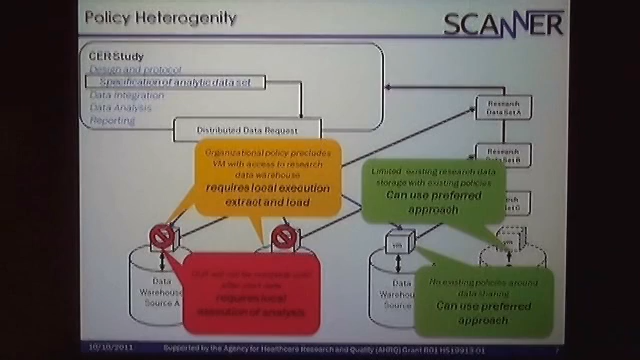 Policy Heterogenity
SCANNER
CER Study
Design and protocol
Specification of analytic data set
Data Integration
Data Analysis
Reporting
Distributed Data Request
Research
Data Set A
Research
Data Set B
Organizational policy precludes
VM with access to research
data warehouse
requires local execution
extract and load
Limited existing research data
storage with existing policies
Can use preferred
approach
vm
Data
Warehouse
Source A
requires local
execution of analysis
Data
No existing policies around
data sharing
Can use preferred
approach
10/10/2011
Supported by the Agency for Healthcare Research and Quality (AHRQ) Grant R01 HS19913-01